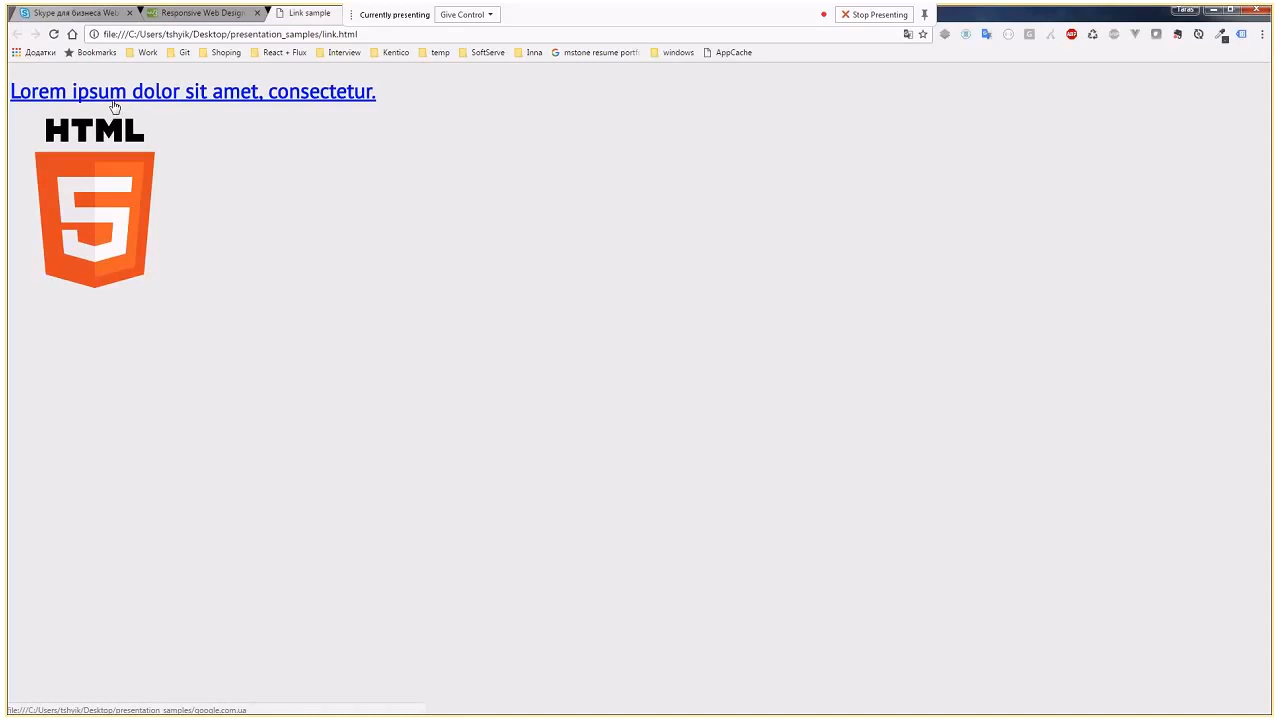 Skype для бизнеса Web
Responsive Web Design
Link sample
Currently presenting
Give Control
Stop Presenting
Taras
file:///C:/Users/tshyik/Desktop/presentation_samples/link.html
Додатки
Bookmarks
Work
Git
Shoping
React + Flux
Interview
Kentico
temp
SoftServe
Inna
mstone resume portf
windows
AppCache
Lorem ipsum dolor sit amet, consectetur.
HTML
5
file:///C:/Users/tshyik/Desktop/presentation_samples/google.com.ua